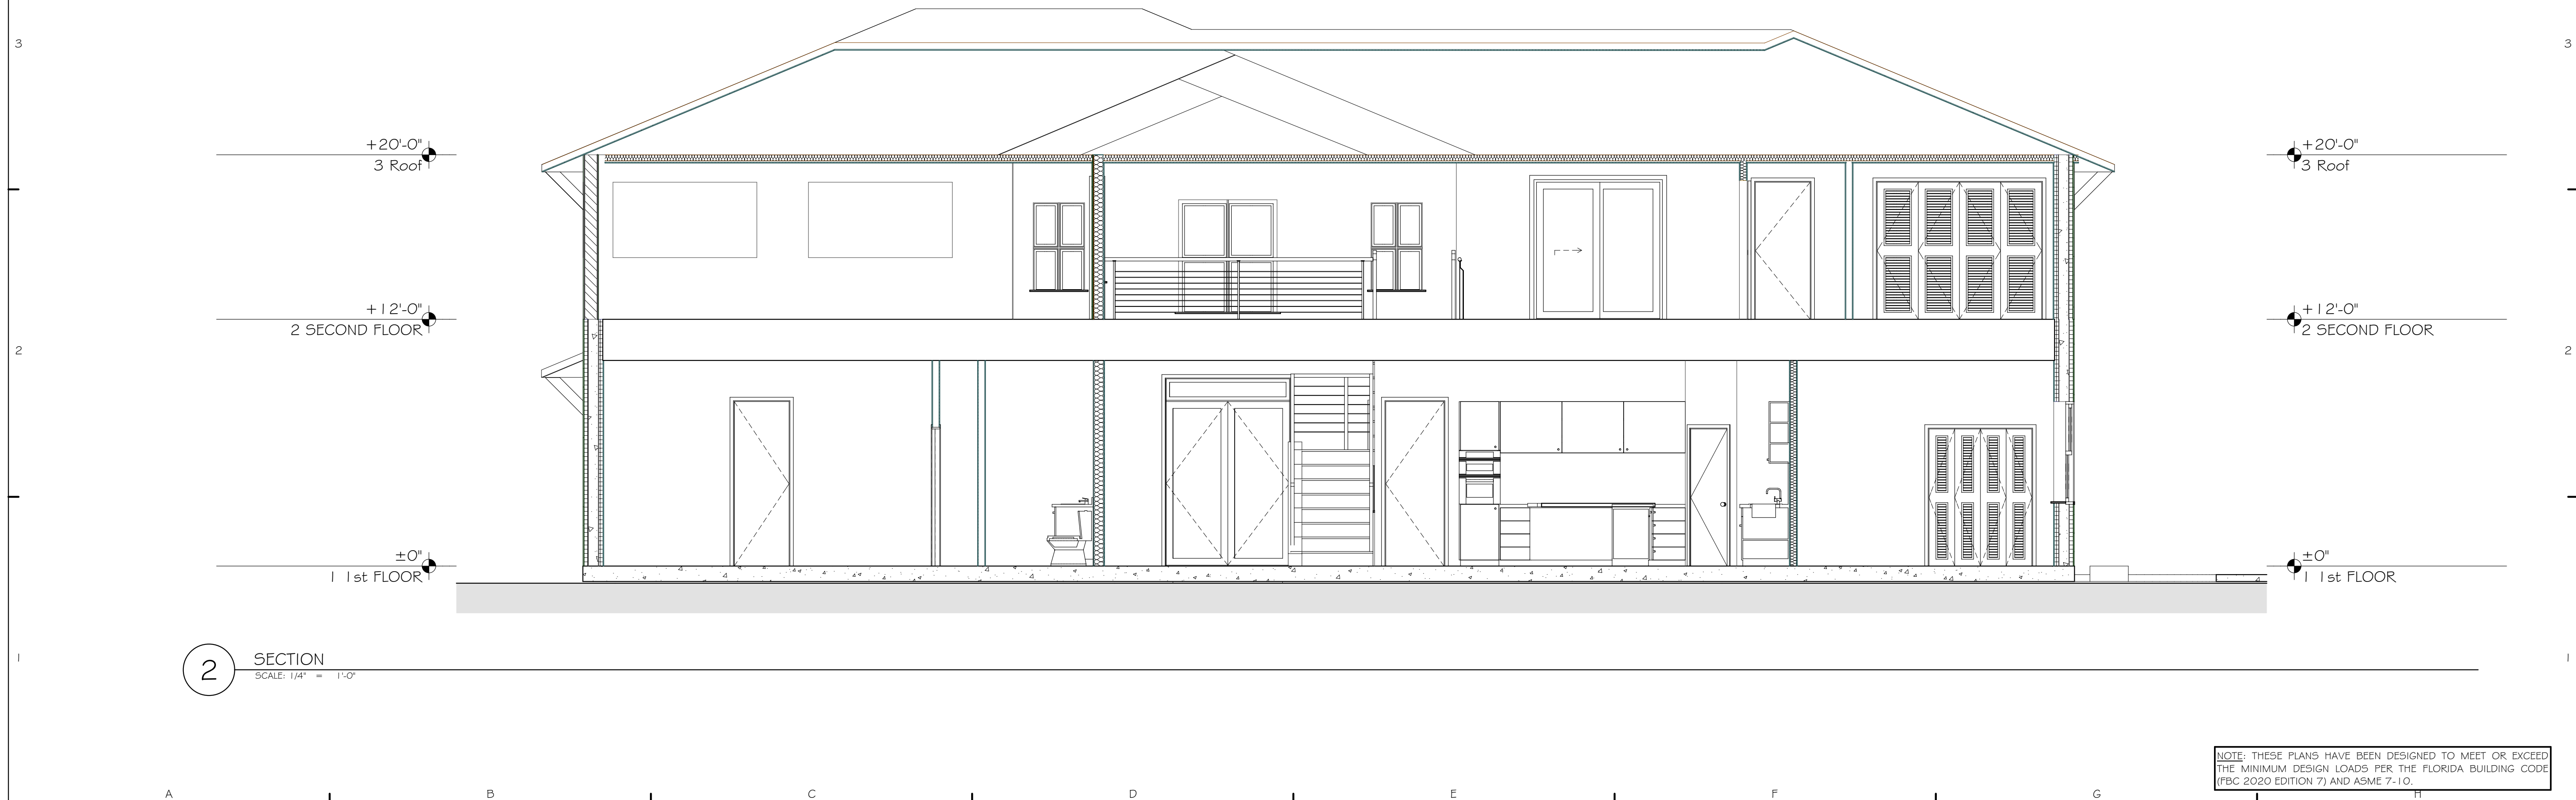 3
3
+20'-0"
3 Roof
+20'-0"
3 Roof
+12'-0"
2 SECOND FLOOR
+12'-0"
2 SECOND FLOOR
2
2
±0"
1 1st FLOOR
±0"
1 1st FLOOR
1
1
2
SECTION
SCALE: 1/4" = 1'-0"
NOTE: THESE PLANS HAVE BEEN DESIGNED TO MEET OR EXCEED
THE MINIMUM DESIGN LOADS PER THE FLORIDA BUILDING CODE
(FBC 2020 EDITION 7) AND ASME 7-10.
A B C D E F G H